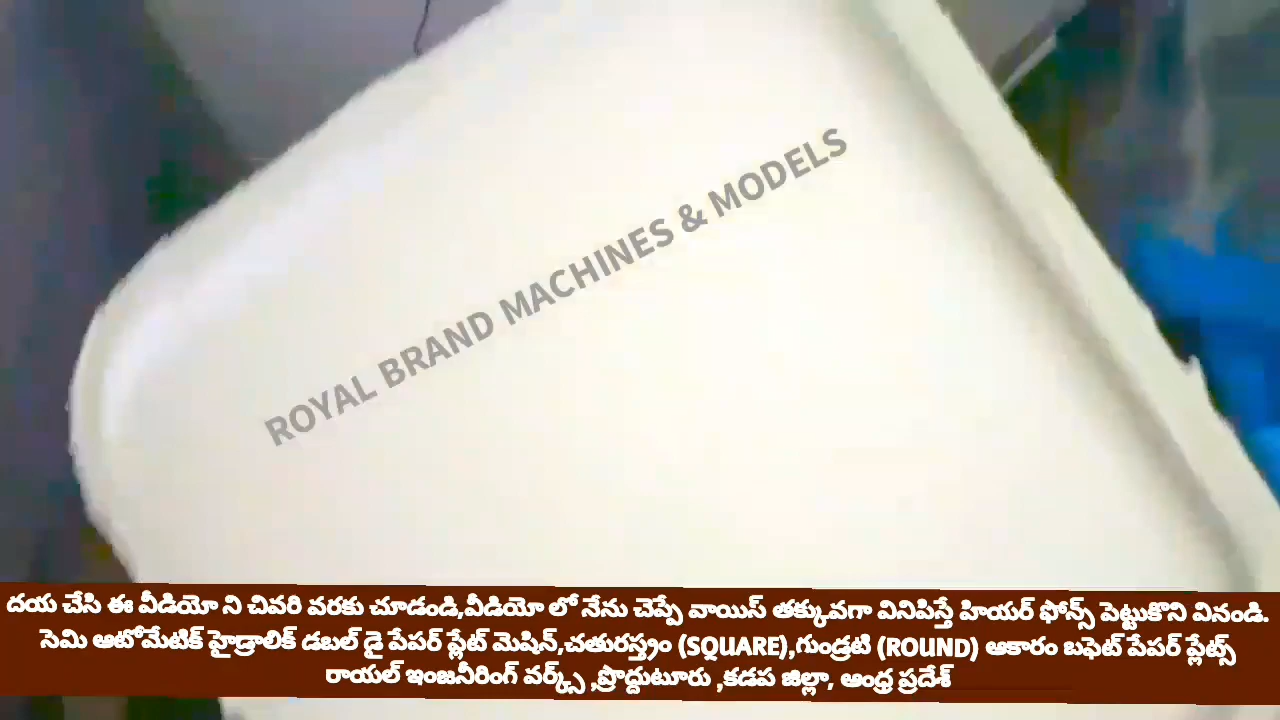 ROYAL BRAND MACHINES & MODELS
దయ చేసి ఈ వీడియో ని చివరి వరకు చూడండి,వీడియో లో నేను చెప్పే వాయిస్ తక్కువగా వినిపిస్తే హియర్ ఫోన్స్ పెట్టుకొని వినండి.
సెమి ఆటోమేటిక్ హైడ్రాలిక్ డబల్ డై పేపర్ ప్లేట్ మెషిన్,చతురస్త్రం (SQUARE),గుండ్రటి (ROUND) ఆకారం బఫెట్ పేపర్ ప్లేట్స్
రాయల్ ఇంజనీరింగ్ వర్క్స్ ,ప్రొద్దుటూరు ,కడప జిల్లా, ఆంధ్ర ప్రదేశ్